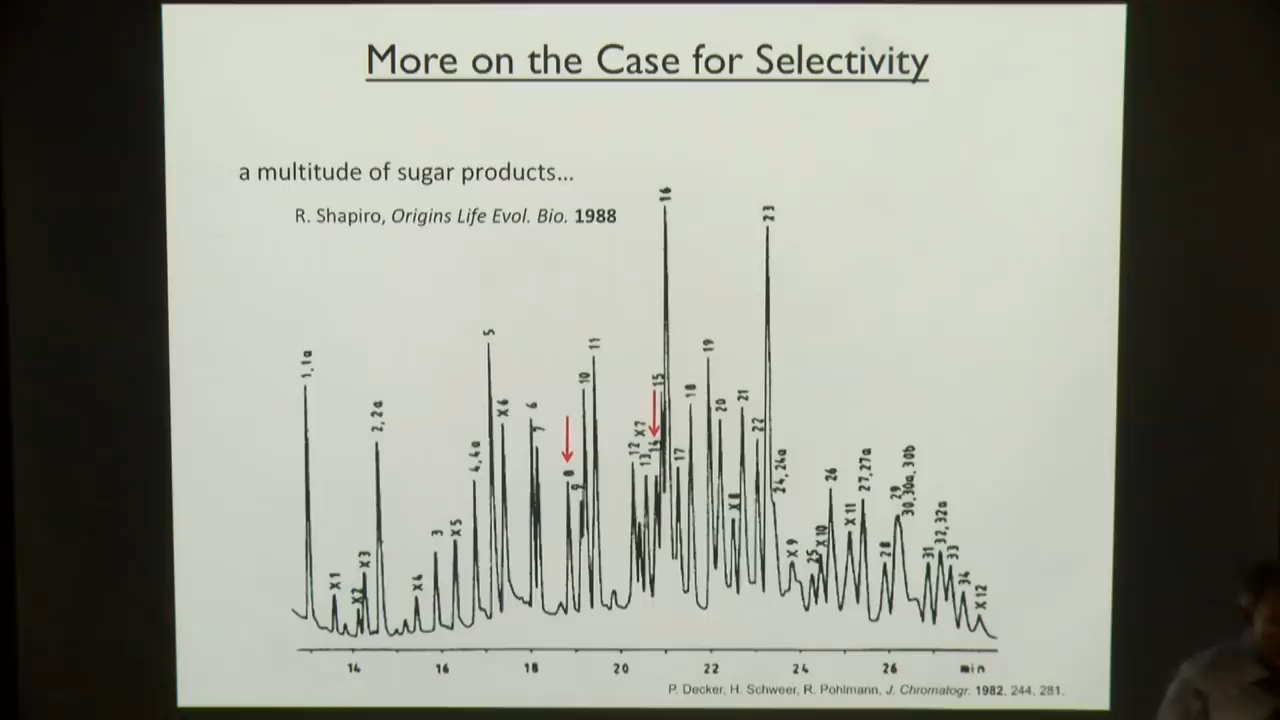 More on the Case for Selectivity
a multitude of sugar products...
R. Shapiro, Origins Life Evol. Bio. 1988
1,1a
X1
X2
X3
2,2a
X4
3
X5
4,4a
5
X6
6
7
8
9
10
11
12
X7
13
14
15
16
17
18
19
20
X8
21
22
23
24,24a
X9
25
X10
26
X11
27,27a
28
29
30,30a,30b
31
32,32a
33
34
X12
14 16 18 20 22 24 26 min
P. Decker, H. Schweer, R. Pohlmann, J. Chromatogr. 1982, 244, 281.